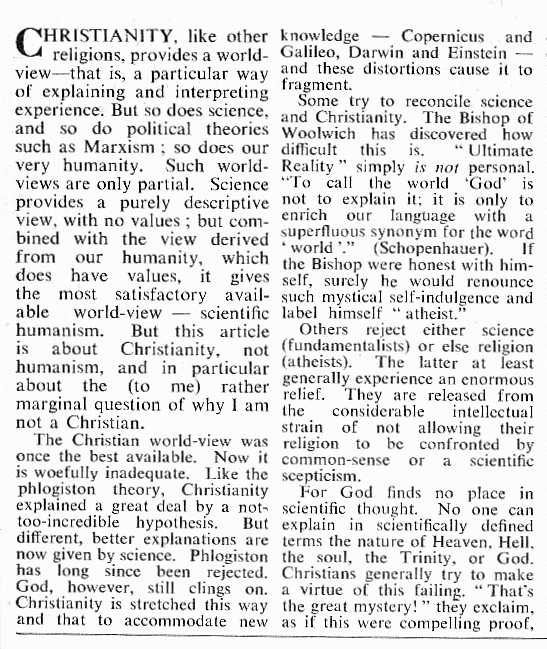 CHRISTIANITY, like other
religions, provides a world-
view—that is, a particular way
of explaining and interpreting
experience. But so does science,
and so do political theories
such as Marxism ; so does our
very humanity. Such world-
views are only partial. Science
provides a purely descriptive
view, with no values ; but com-
bined with the view derived
from our humanity, which
does have values, it gives
the most satisfactory avail-
able world-view — scientific
humanism. But this article
is about Christianity, not
humanism, and in particular
about the (to me) rather
marginal question of why I am
not a Christian.
The Christian world-view was
once the best available. Now it
is woefully inadequate. Like the
phlogiston theory, Christianity
explained a great deal by a not-
too-incredible hypothesis. But
different, better explanations are
now given by science. Phlogiston
has long since been rejected.
God, however, still clings on.
Christianity is stretched this way
and that to accommodate new
knowledge — Copernicus and
Galileo, Darwin and Einstein —
and these distortions cause it to
fragment.
Some try to reconcile science
and Christianity. The Bishop of
Woolwich has discovered how
difficult this is. “ Ultimate
Reality ” simply is not personal.
“To call the world ‘God’ is
not to explain it; it is only to
enrich our language with a
superfluous synonym for the word
‘ world ’.” (Schopenhauer). If
the Bishop were honest with him-
self, surely he would renounce
such mystical self-indulgence and
label himself “ atheist.”
Others reject either science
(fundamentalists) or else religion
(atheists). The latter at least
generally experience an enormous
relief. They are released from
the considerable intellectual
strain of not allowing their
religion to be confronted by
common-sense or a scientific
scepticism.
For God finds no place in
scientific thought. No one can
explain in scientifically defined
terms the nature of Heaven, Hell,
the soul, the Trinity, or God.
Christians generally try to make
a virtue of this failing. “ That's
the great mystery! ” they exclaim,
as if this were compelling proof,